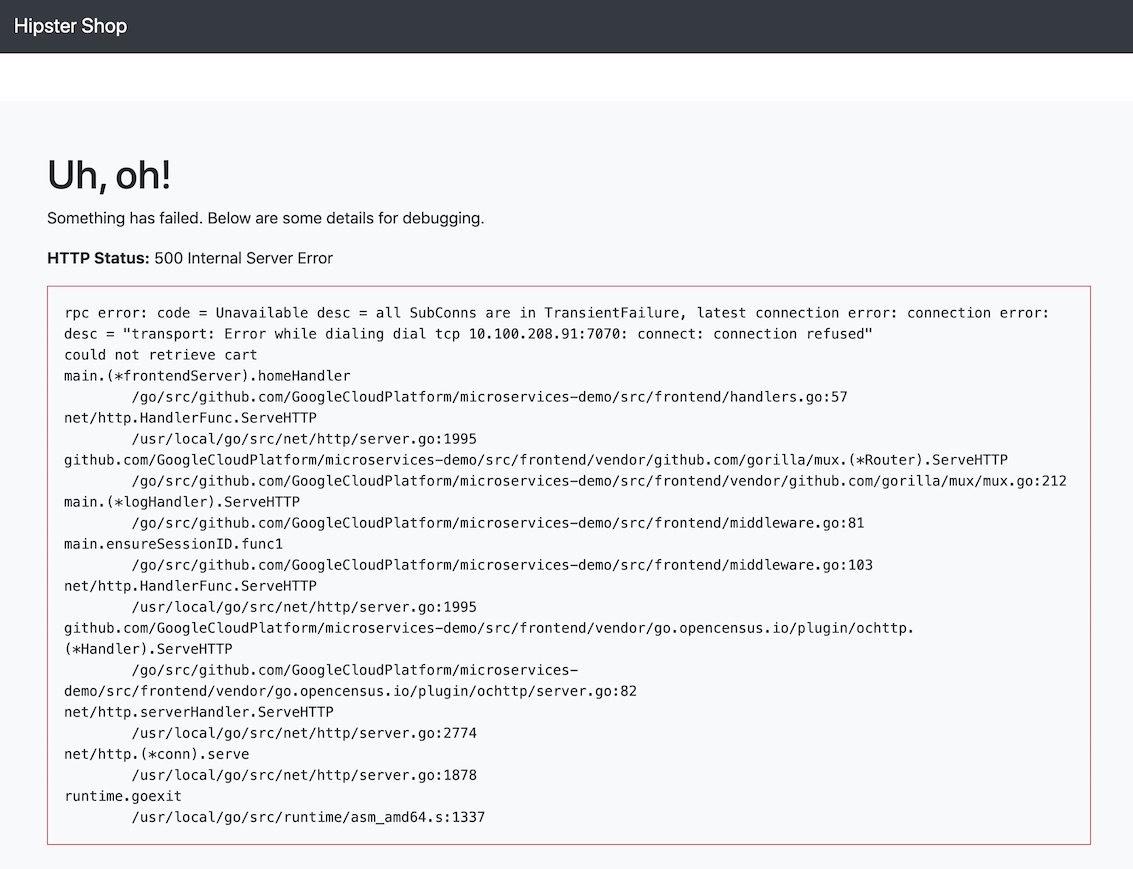 Hipster Shop
Uh, oh!
Something has failed. Below are some details for debugging.
HTTP Status: 500 Internal Server Error
rpc error: code = Unavailable desc = all SubConns are in TransientFailure, latest connection error: connection error:
desc = "transport: Error while dialing dial tcp 10.100.208.91:7070: connect: connection refused"
could not retrieve cart
main.(*frontendServer).homeHandler
        /go/src/github.com/GoogleCloudPlatform/microservices-demo/src/frontend/handlers.go:57
net/http.HandlerFunc.ServeHTTP
        /usr/local/go/src/net/http/server.go:1995
github.com/GoogleCloudPlatform/microservices-demo/src/frontend/vendor/github.com/gorilla/mux.(*Router).ServeHTTP
        /go/src/github.com/GoogleCloudPlatform/microservices-demo/src/frontend/vendor/github.com/gorilla/mux/mux.go:212
main.(*logHandler).ServeHTTP
        /go/src/github.com/GoogleCloudPlatform/microservices-demo/src/frontend/middleware.go:81
main.ensureSessionID.func1
        /go/src/github.com/GoogleCloudPlatform/microservices-demo/src/frontend/middleware.go:103
net/http.HandlerFunc.ServeHTTP
        /usr/local/go/src/net/http/server.go:1995
github.com/GoogleCloudPlatform/microservices-demo/src/frontend/vendor/go.opencensus.io/plugin/ochttp.
(*Handler).ServeHTTP
        /go/src/github.com/GoogleCloudPlatform/microservices-
demo/src/frontend/vendor/go.opencensus.io/plugin/ochttp/server.go:82
net/http.serverHandler.ServeHTTP
        /usr/local/go/src/net/http/server.go:2774
net/http.(*conn).serve
        /usr/local/go/src/net/http/server.go:1878
runtime.goexit
        /usr/local/go/src/runtime/asm_amd64.s:1337